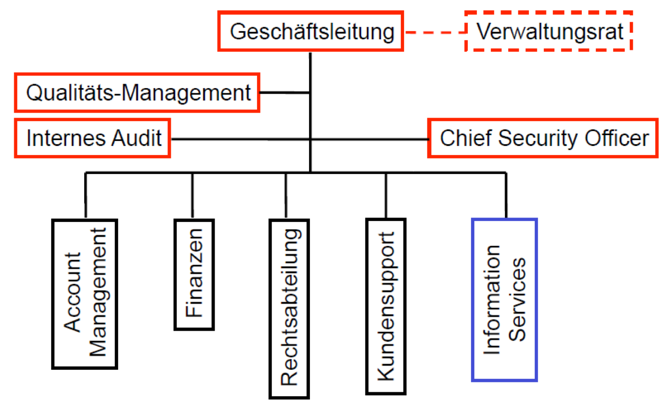 Geschäftsleitung
Verwaltungsrat
Qualitäts-Management
Internes Audit
Chief Security Officer
Account
Management
Finanzen
Rechtsabteilung
Kundensupport
Information
Services